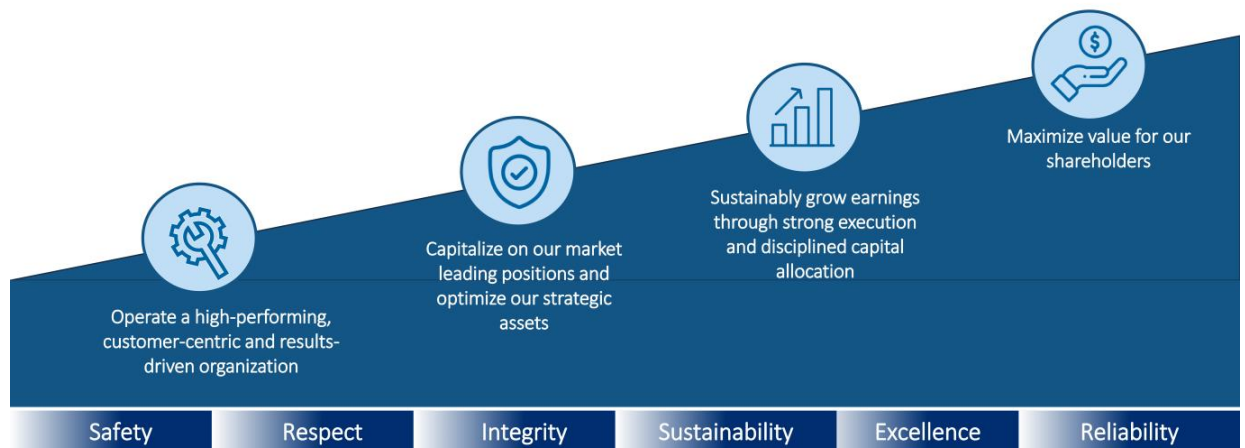 $
Operate a high-performing,
customer-centric and results-
driven organization
Capitalize on our market
leading positions and
optimize our strategic
assets
Sustainably grow earnings
through strong execution
and disciplined capital
allocation
Maximize value for our
shareholders
Safety
Respect
Integrity
Sustainability
Excellence
Reliability